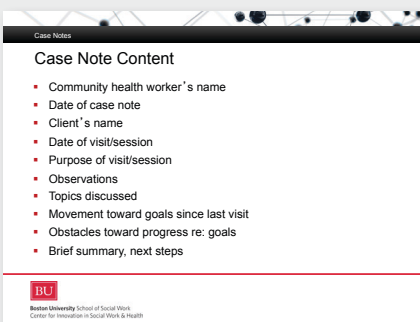 Case Notes
Case Note Content
▪ Community health worker's name
▪ Date of case note
▪ Client's name
▪ Date of visit/session
▪ Purpose of visit/session
▪ Observations
▪ Topics discussed
▪ Movement toward goals since last visit
▪ Obstacles toward progress re: goals
▪ Brief summary, next steps
BU
Boston University School of Social Work
Center for Innovation in Social Work & Health